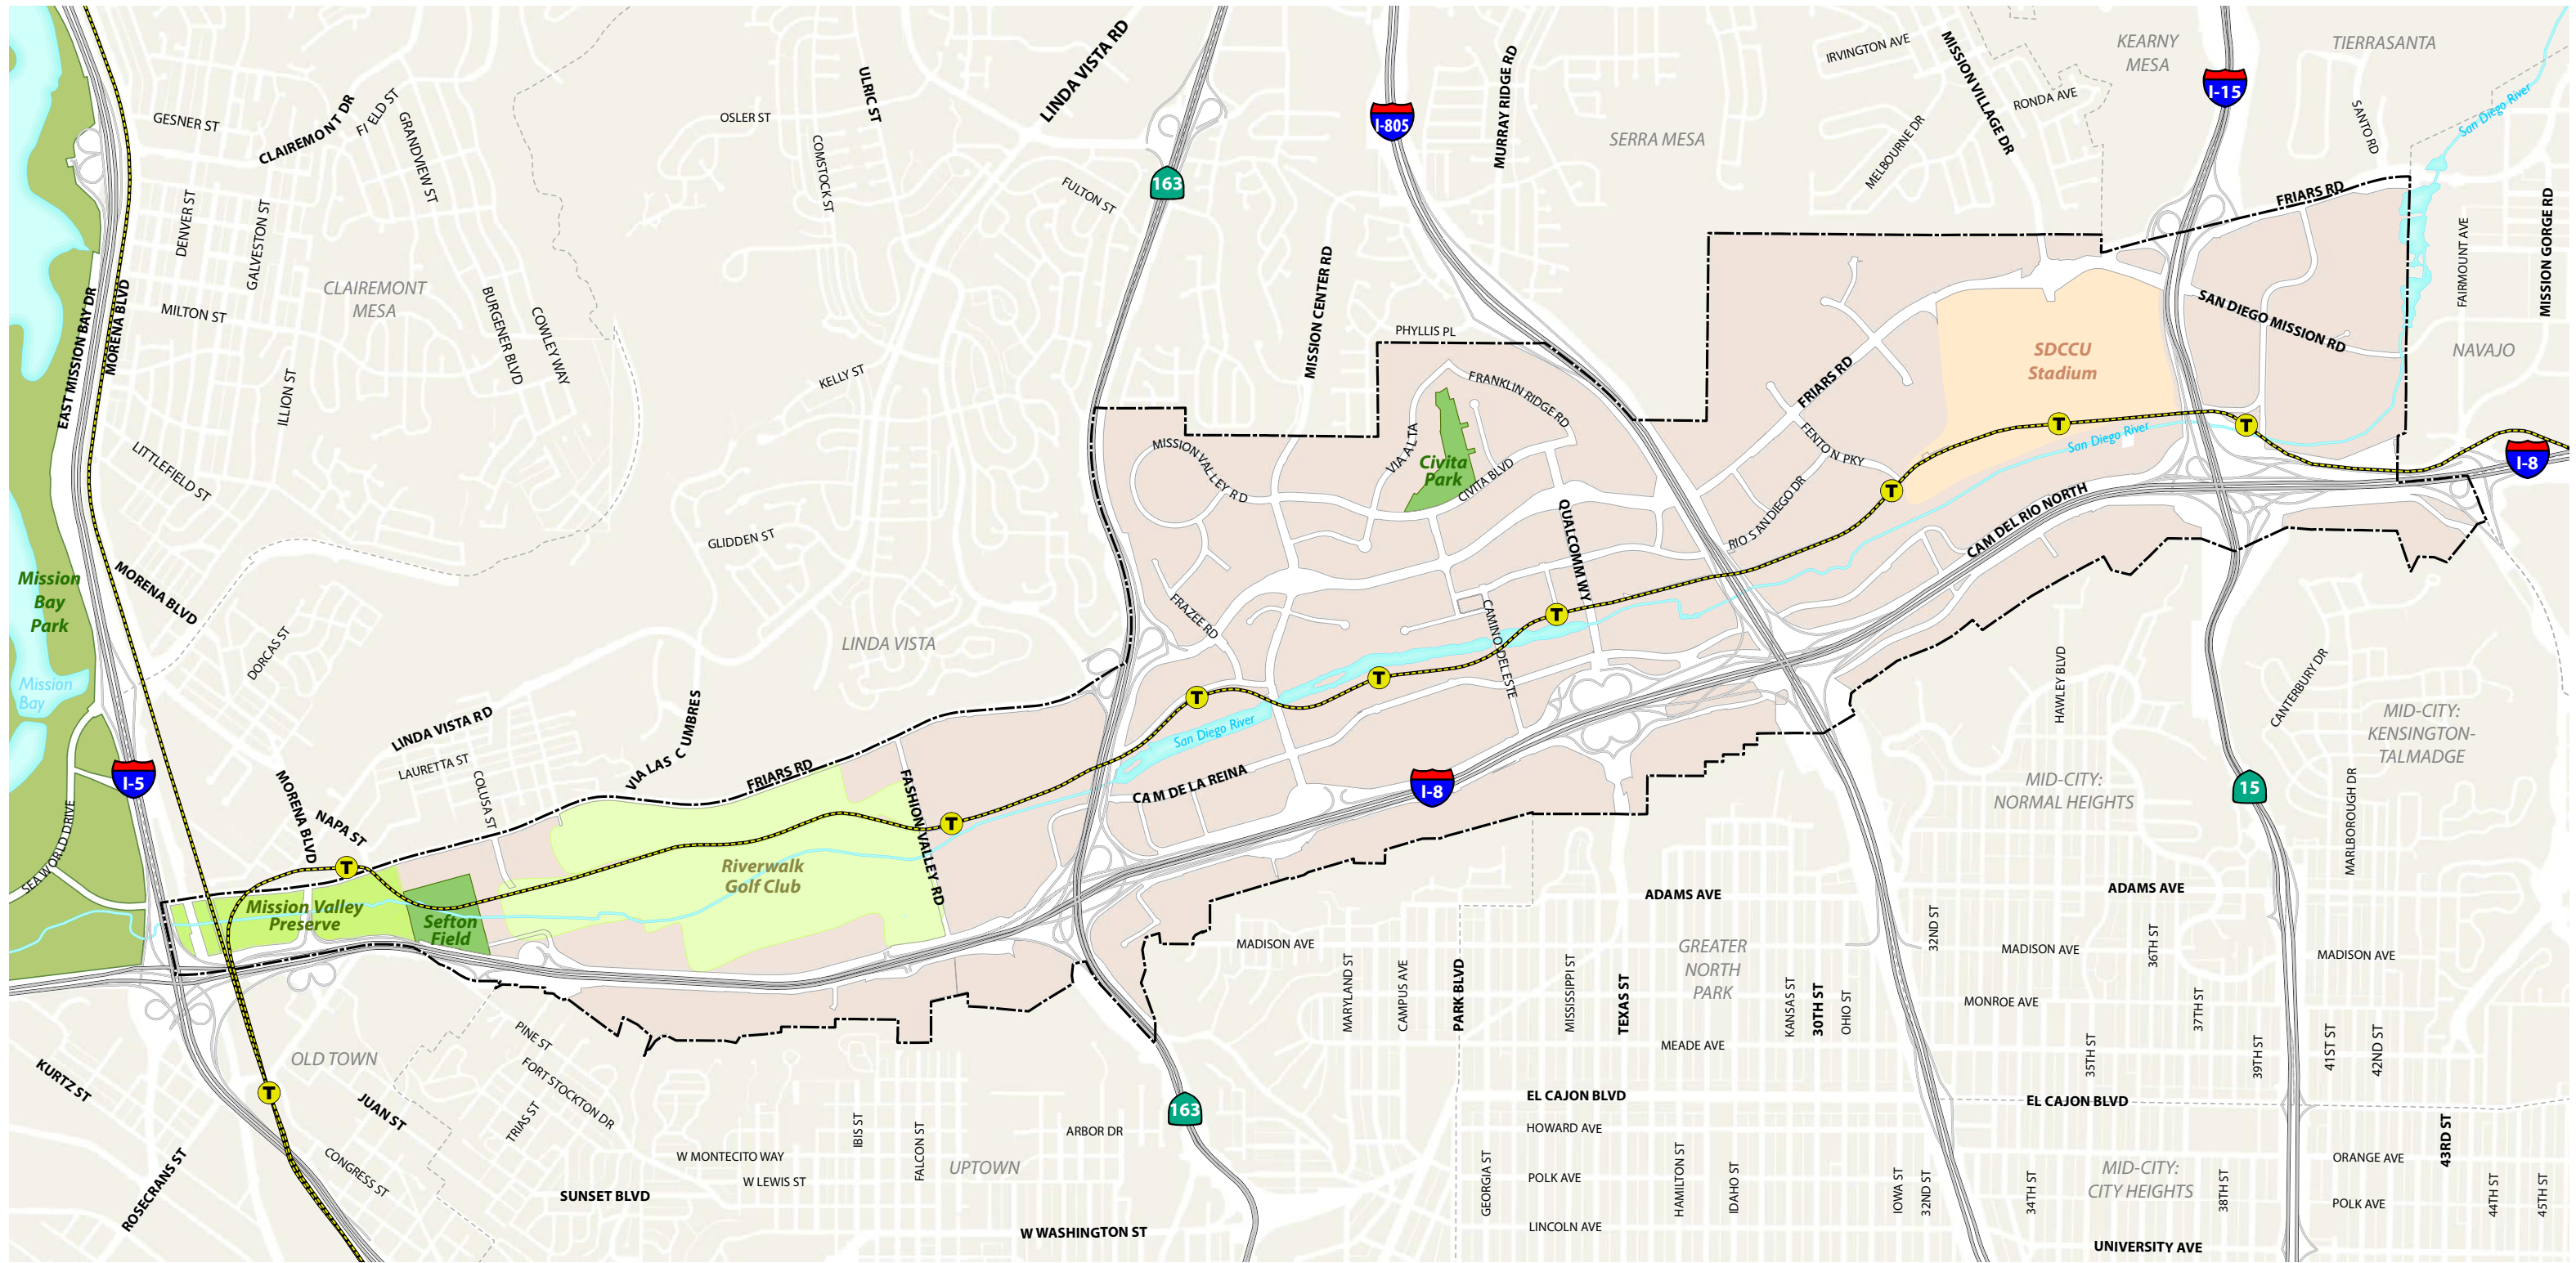 KEARNY
MESA
TIERRASANTA
IRVINGTON AVE
MISSION VILLAGE DR
LINDA VISTA RD
ULRIC ST
MURRAY RIDGE RD
I-15
I-805
RONDA AVE
SANTO RD
San Diego River
GESNER ST
CLAIREMONT DR
FIELD ST
GRANDVIEW ST
OSLER ST
COMSTOCK ST
SERRA MESA
MELBOURNE DR
163
FULTON ST
FRIARS RD
MISSION GORGE RD
FAIRMOUNT AVE
DENVER ST
GALVESTON ST
CLAIREMONT
MESA
MISSION CENTER RD
EAST MISSION BAY DR
MORENA BLVD
MILTON ST
BURGENER BLVD
COWLEY WAY
PHYLLIS PL
SAN DIEGO MISSION RD
NAVAJO
SDCCU
Stadium
KELLY ST
ILLION ST
FRANKLIN RIDGE RD
FRIARS RD
LITTLEFIELD ST
MISSION VALLEY RD
VIA ALTA
Civita
Park
CIVITA BLVD
FENTON PKY
T
T
San Diego River
I-8
T
RIO SAN DIEGO DR
QUALCOMM WY
CAM DEL RIO NORTH
GLIDDEN ST
Mission
Bay
Park
MORENA BLVD
DORCAS ST
LINDA VISTA
FRAZEE RD
CAMINO DEL ESTE
T
T
T
San Diego River
Mission
Bay
HAWLEY BLVD
CANTERBURY DR
MID-CITY:
KENSINGTON-
TALMADGE
LINDA VISTA RD
VIA LAS CUMBRES
LAURETTA ST
COLUSA ST
FRIARS RD
FASHION VALLEY RD
CAM DE LA REINA
I-8
I-5
MID-CITY:
NORMAL HEIGHTS
15
MARLBOROUGH DR
SEA WORLD DRIVE
MORENA BLVD
NAPA ST
T
T
Riverwalk
Golf Club
Mission Valley
Preserve
Sefton
Field
ADAMS AVE
ADAMS AVE
MADISON AVE
GREATER
NORTH
PARK
32ND ST
MADISON AVE
36TH ST
MADISON AVE
MARYLAND ST
CAMPUS AVE
PARK BLVD
MISSISSIPPI ST
TEXAS ST
KANSAS ST
30TH ST
OHIO ST
MONROE AVE
37TH ST
MEADE AVE
35TH ST
39TH ST
41ST ST
42ND ST
OLD TOWN
PINE ST
FORT STOCKTON DR
KURTZ ST
T
JUAN ST
TRIAS ST
IBIS ST
FALCON ST
ARBOR DR
163
EL CAJON BLVD
EL CAJON BLVD
HOWARD AVE
43RD ST
ROSECRANS ST
CONGRESS ST
W MONTECITO WAY
W LEWIS ST
UPTOWN
SUNSET BLVD
W WASHINGTON ST
GEORGIA ST
POLK AVE
HAMILTON ST
IDAHO ST
IOWA ST
32ND ST
34TH ST
MID-CITY:
CITY HEIGHTS
38TH ST
ORANGE AVE
POLK AVE
44TH ST
45TH ST
LINCOLN AVE
UNIVERSITY AVE